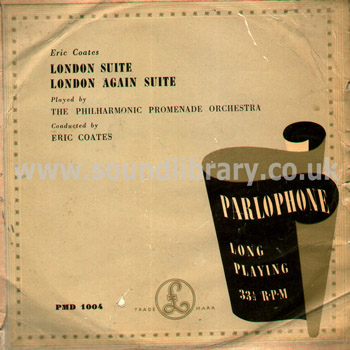 Eric Coates
LONDON SUITE
LONDON AGAIN SUITE
Played by
THE PHILHARMONIC PROMENADE ORCHESTRA
Conducted by
ERIC COATES
www.soundlibrary.co.uk
PARLOPHONE
LONG
PLAYING
33⅓ R·P·M
PMD 1004
TRADE £ MARK